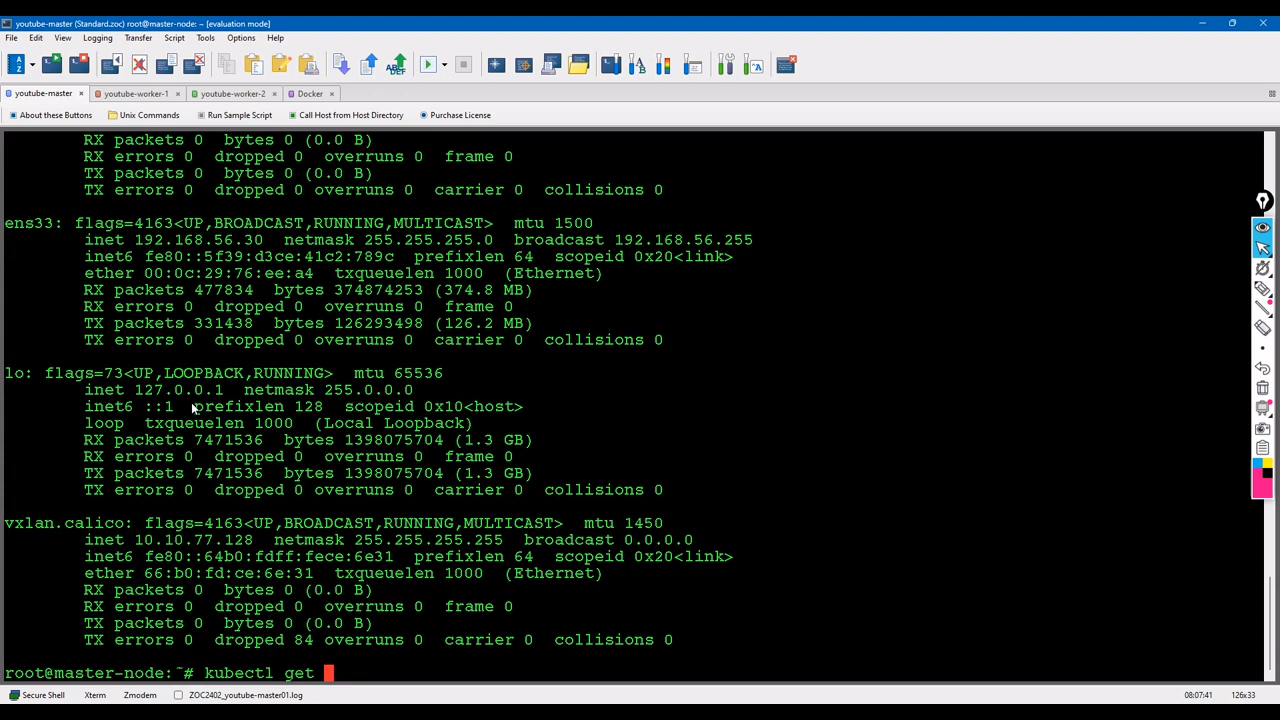 youtube-master (Standard.zoc) root@master-node: ~ [evaluation mode]
File Edit View Logging Transfer Script Tools Options Help
youtube-master youtube-worker-1 youtube-worker-2 Docker
About these Buttons Unix Commands Run Sample Script Call Host from Host Directory Purchase License
RX packets 0 bytes 0 (0.0 B)
RX errors 0 dropped 0 overruns 0 frame 0
TX packets 0 bytes 0 (0.0 B)
TX errors 0 dropped 0 overruns 0 carrier 0 collisions 0
ens33: flags=4163<UP,BROADCAST,RUNNING,MULTICAST> mtu 1500
inet 192.168.56.30 netmask 255.255.255.0 broadcast 192.168.56.255
inet6 fe80::5f39:d3ce:41c2:789c prefixlen 64 scopeid 0x20<link>
ether 00:0c:29:76:ee:a4 txqueuelen 1000 (Ethernet)
RX packets 477834 bytes 374874253 (374.8 MB)
RX errors 0 dropped 0 overruns 0 frame 0
TX packets 331438 bytes 126293498 (126.2 MB)
TX errors 0 dropped 0 overruns 0 carrier 0 collisions 0
lo: flags=73<UP,LOOPBACK,RUNNING> mtu 65536
inet 127.0.0.1 netmask 255.0.0.0
inet6 ::1 prefixlen 128 scopeid 0x10<host>
loop txqueuelen 1000 (Local Loopback)
RX packets 7471536 bytes 1398075704 (1.3 GB)
RX errors 0 dropped 0 overruns 0 frame 0
TX packets 7471536 bytes 1398075704 (1.3 GB)
TX errors 0 dropped 0 overruns 0 carrier 0 collisions 0
vxlan.calico: flags=4163<UP,BROADCAST,RUNNING,MULTICAST> mtu 1450
inet 10.10.77.128 netmask 255.255.255.255 broadcast 0.0.0.0
inet6 fe80::64b0:fdff:fece:6e31 prefixlen 64 scopeid 0x20<link>
ether 66:b0:fd:ce:6e:31 txqueuelen 1000 (Ethernet)
RX packets 0 bytes 0 (0.0 B)
RX errors 0 dropped 0 overruns 0 frame 0
TX packets 0 bytes 0 (0.0 B)
TX errors 0 dropped 84 overruns 0 carrier 0 collisions 0
root@master-node:~# kubectl get
Secure Shell Xterm Zmodem ZOC2402_youtube-master01.log 08:07:41 126x33